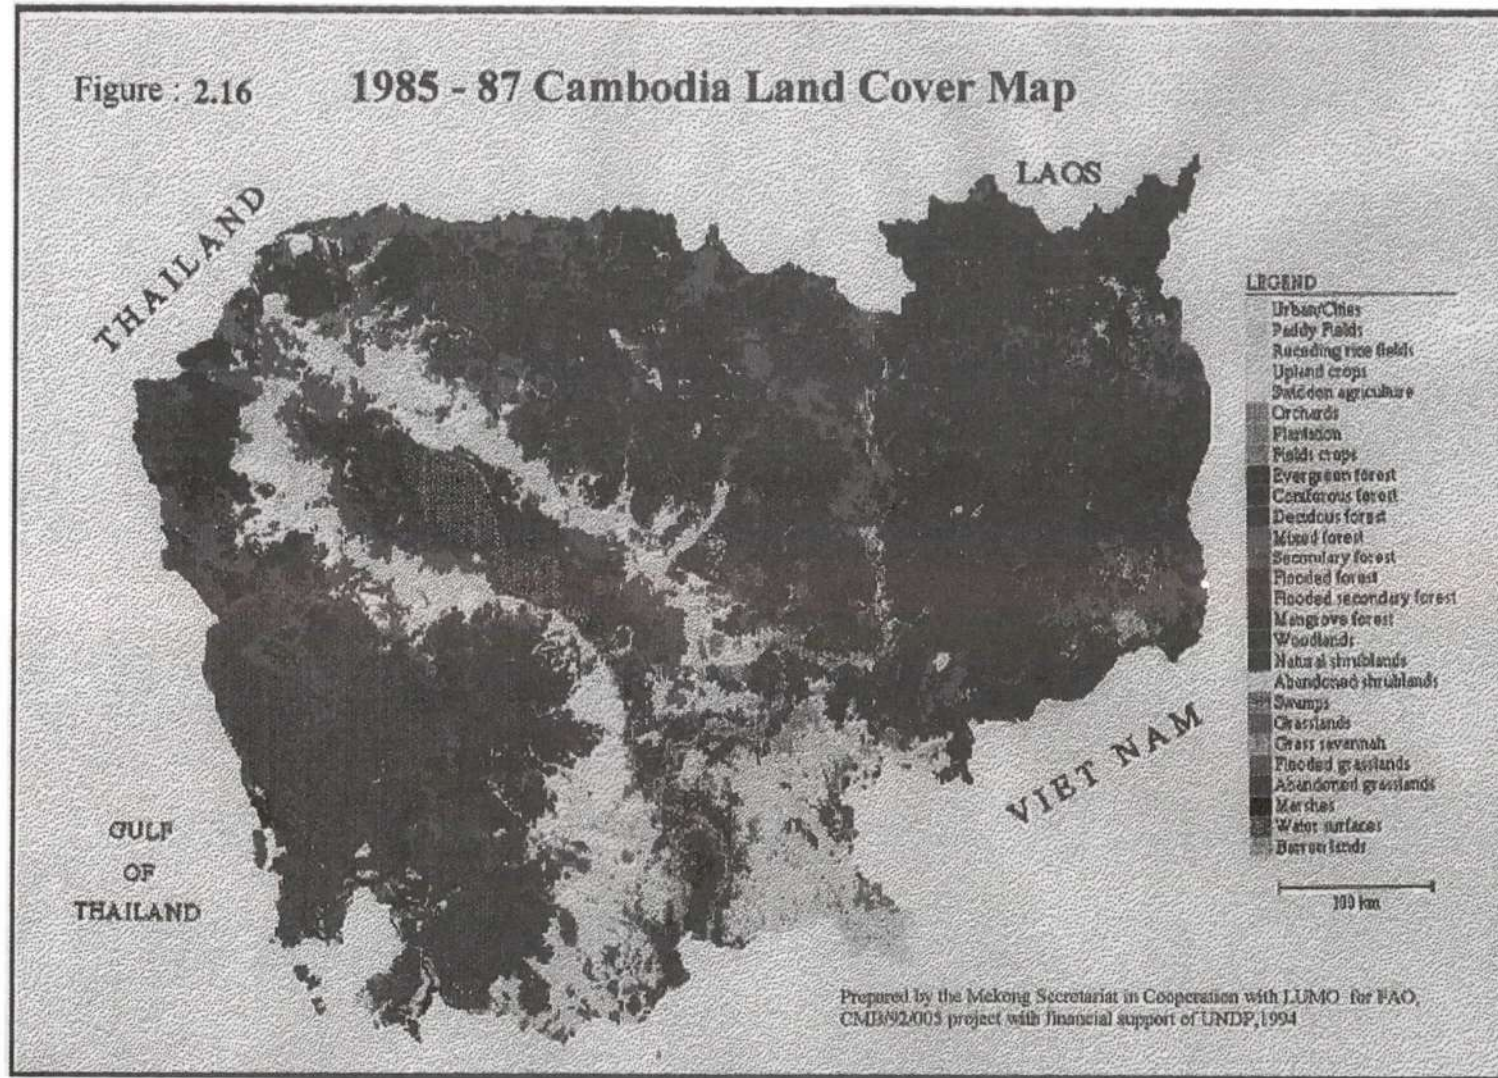 Figure : 2.16
1985 - 87 Cambodia Land Cover Map
LAOS
THAILAND
LEGEND
Urban/Cities
Paddy Fields
Receding rice fields
Upland crops
Swidden agriculture
Orchards
Plantation
Fields crops
Evergreen forest
Coniferous forest
Deciduous forest
Mixed forest
Secondary forest
Flooded forest
Flooded secondary forest
Mangrove forest
Woodlands
Natural shrublands
Abandoned shrublands
Swamps
Grasslands
Grass savannah
Flooded grasslands
Abandoned grasslands
Marshes
Water surfaces
Barren lands
100 km
VIET NAM
GULF
OF
THAILAND
Prepared by the Mekong Secretariat in Cooperation with LUMO for FAO,
CMB/92/005 project with financial support of UNDP,1994